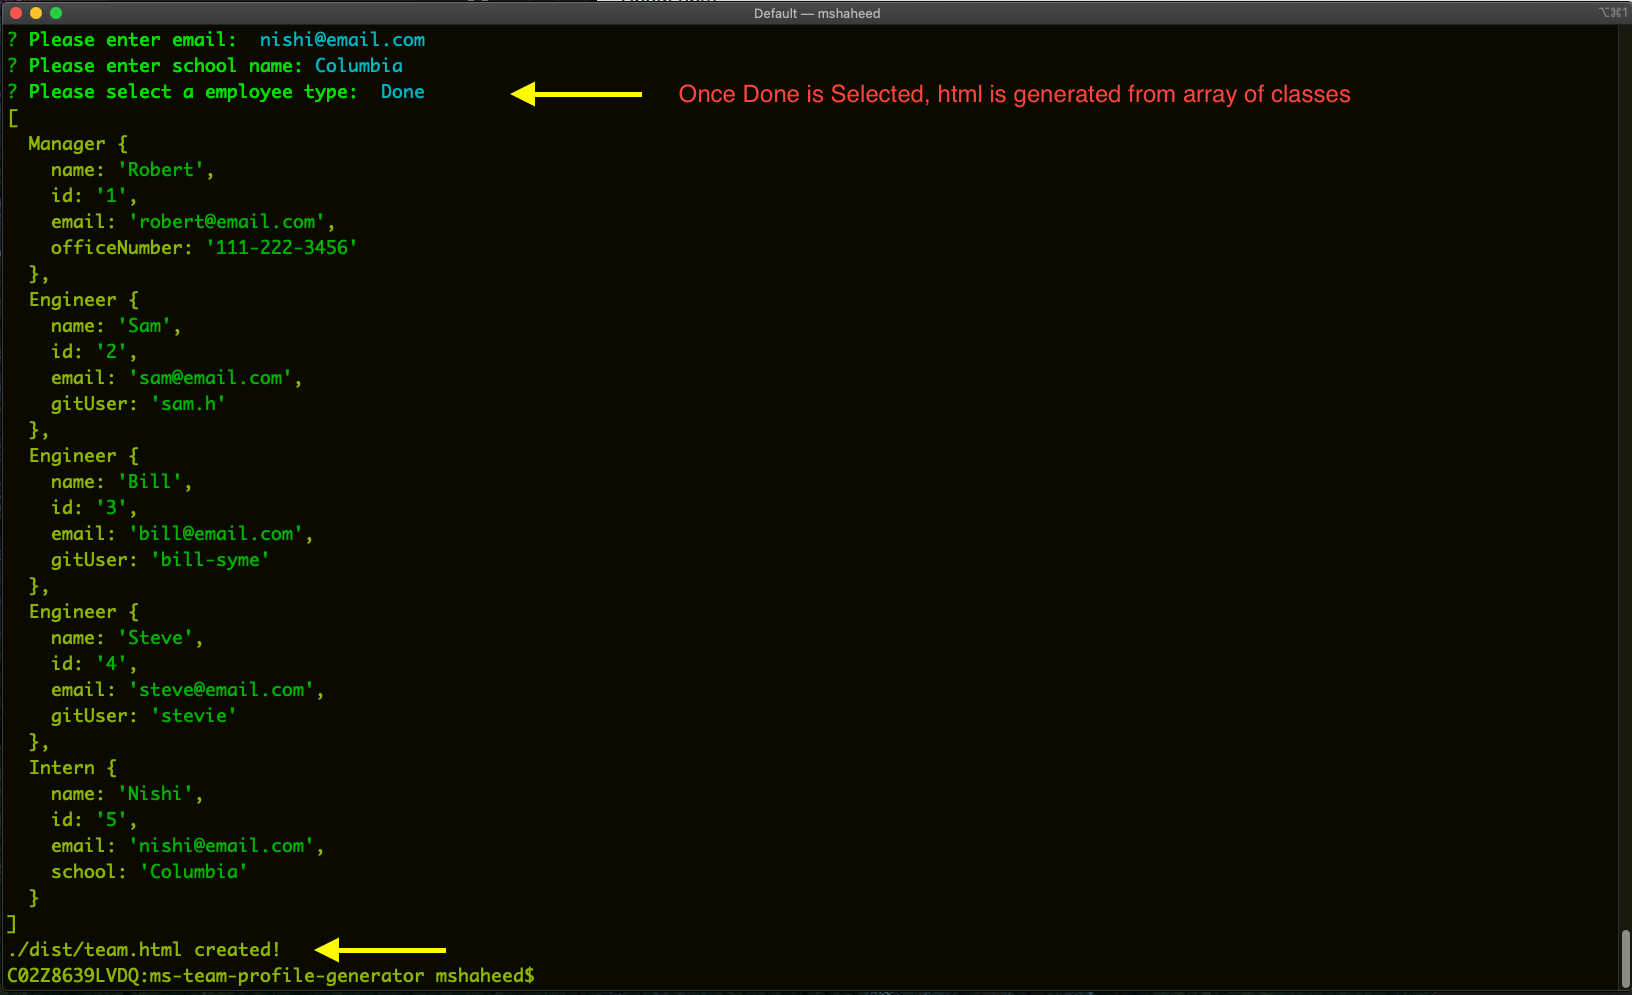 Default — mshaheed
⌥⌘1
? Please enter email:  nishi@email.com
? Please enter school name: Columbia
? Please select a employee type:  Done
Once Done is Selected, html is generated from array of classes
[
  Manager {
    name: 'Robert',
    id: '1',
    email: 'robert@email.com',
    officeNumber: '111-222-3456'
  },
  Engineer {
    name: 'Sam',
    id: '2',
    email: 'sam@email.com',
    gitUser: 'sam.h'
  },
  Engineer {
    name: 'Bill',
    id: '3',
    email: 'bill@email.com',
    gitUser: 'bill-syme'
  },
  Engineer {
    name: 'Steve',
    id: '4',
    email: 'steve@email.com',
    gitUser: 'stevie'
  },
  Intern {
    name: 'Nishi',
    id: '5',
    email: 'nishi@email.com',
    school: 'Columbia'
  }
]
./dist/team.html created!
C02Z8639LVDQ:ms-team-profile-generator mshaheed$